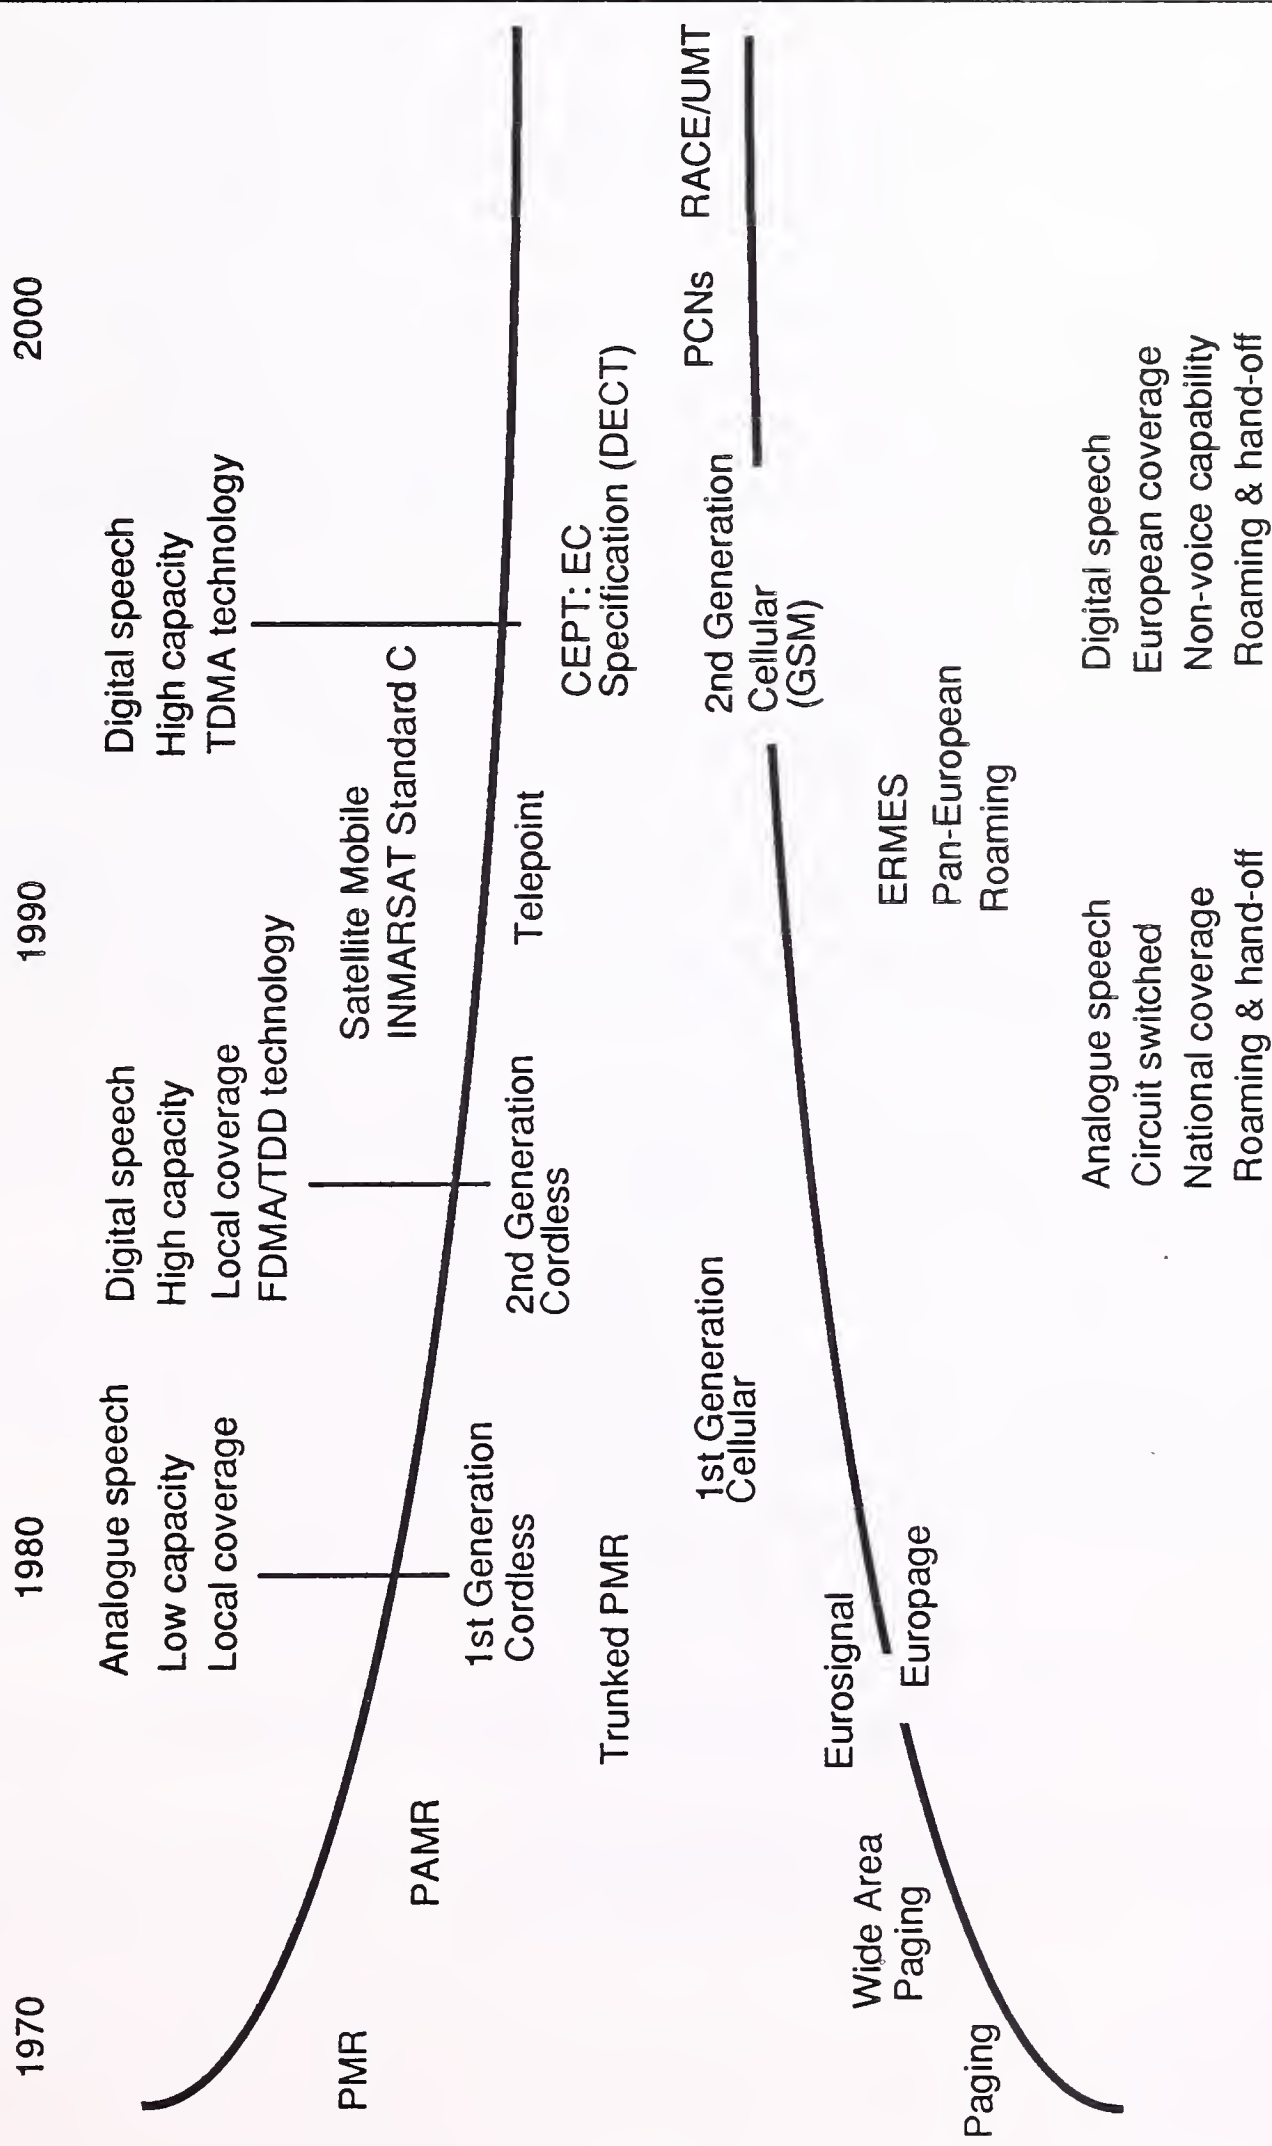 1970
1980
1990
2000
Analogue speech
Low capacity
Local coverage
Digital speech
High capacity
Local coverage
FDMA/TDD technology
Digital speech
High capacity
TDMA technology
Satellite Mobile
INMARSAT Standard C
PMR
PAMR
1st Generation
Cordless
2nd Generation
Cordless
Telepoint
CEPT: EC
Specification (DECT)
Trunked PMR
1st Generation
Cellular
2nd Generation
Cellular
(GSM)
PCNs
RACE/UMT
Paging
Wide Area
Paging
Eurosignal
Europage
ERMES
Pan-European
Roaming
Analogue speech
Circuit switched
National coverage
Roaming & hand-off
Digital speech
European coverage
Non-voice capability
Roaming & hand-off